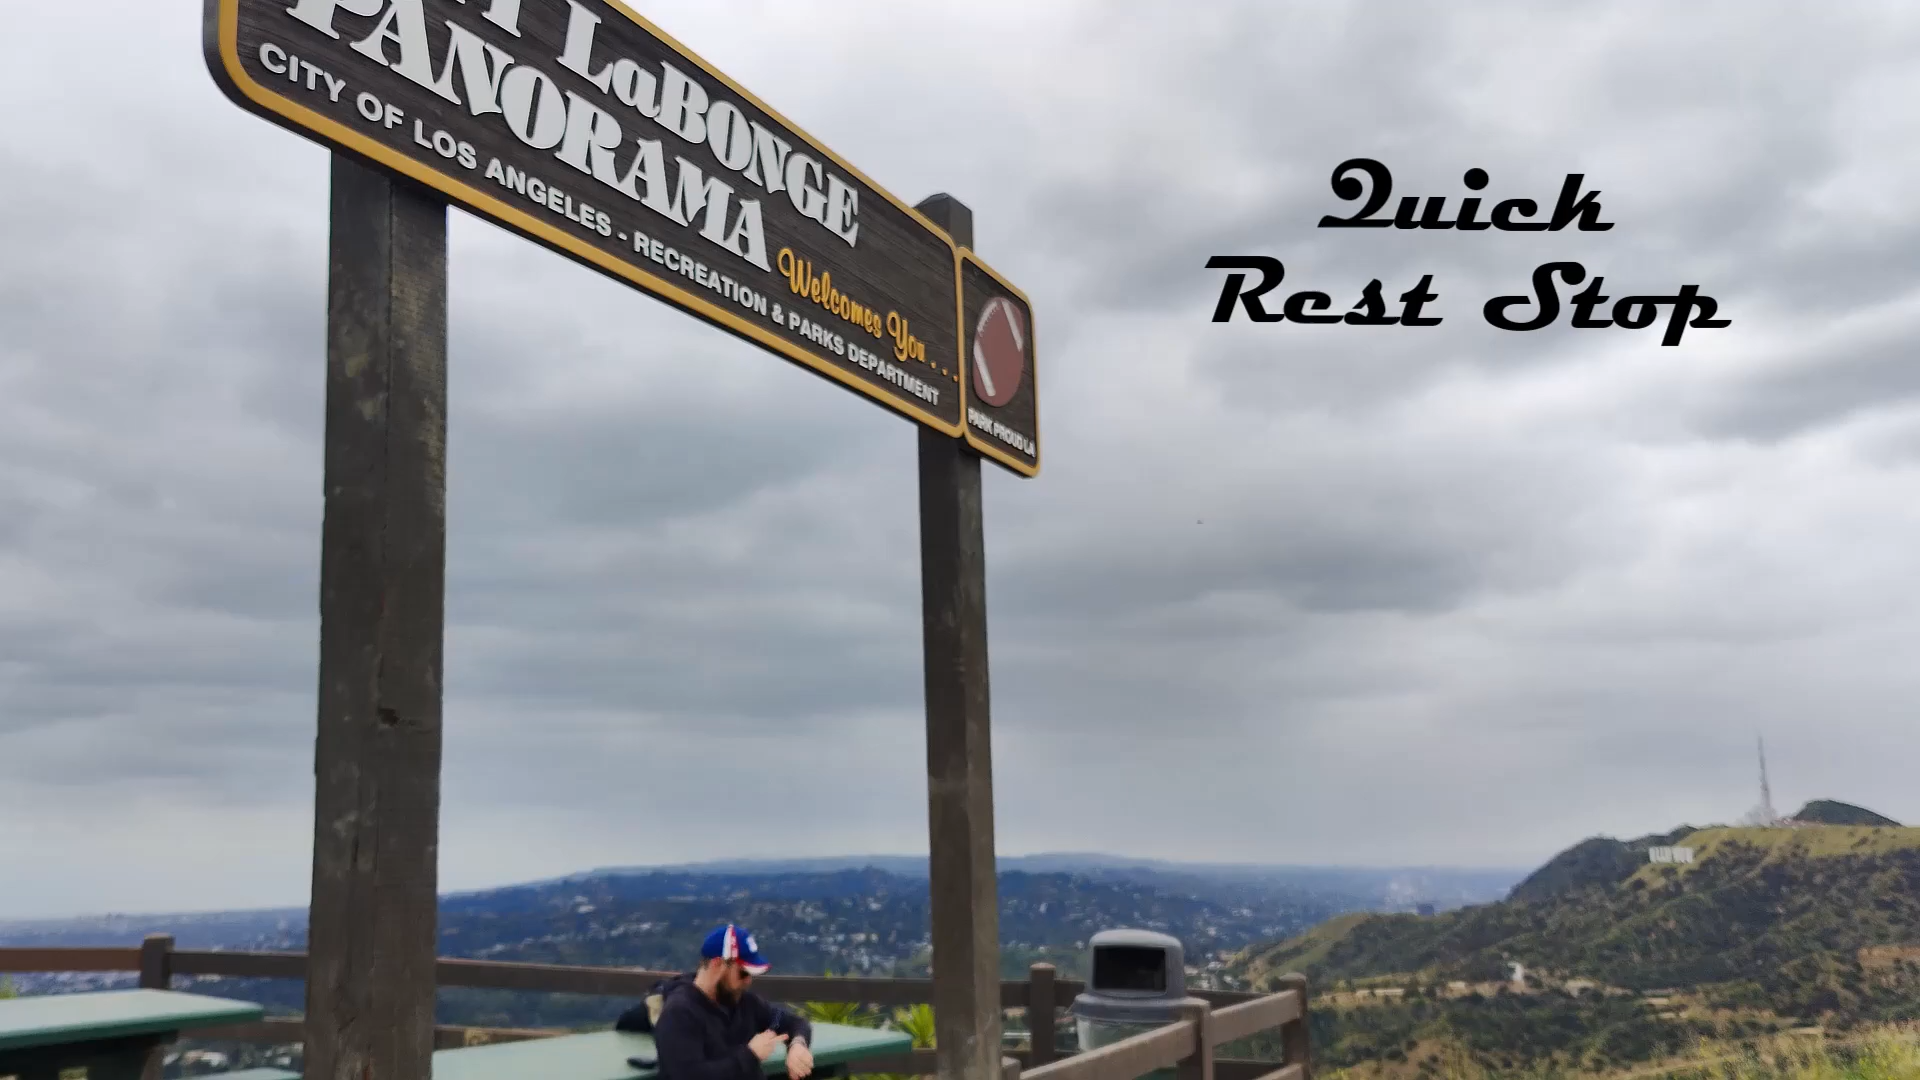 LaBONGE
PANORAMA
Welcomes You . . .
CITY OF LOS ANGELES - RECREATION & PARKS DEPARTMENT
PARK PROUD LA
Quick
Rest Stop